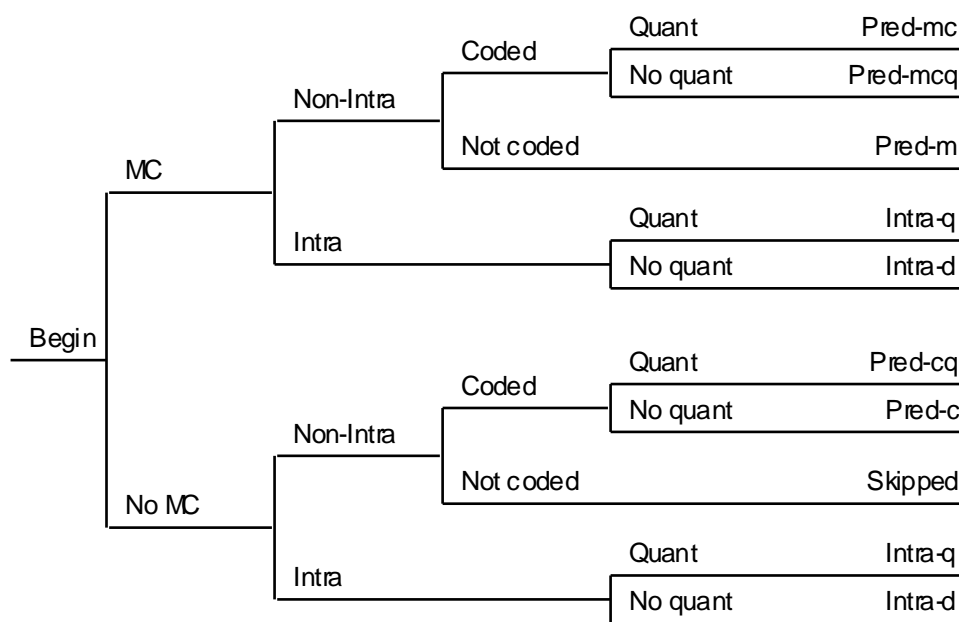 Quant Pred-mc
Coded
No quant Pred-mcq
Non-Intra
Not coded Pred-m
MC
Quant Intra-q
Intra
No quant Intra-d
Begin
Quant Pred-cq
Coded
No quant Pred-c
Non-Intra
Not coded Skipped
No MC
Quant Intra-q
Intra
No quant Intra-d